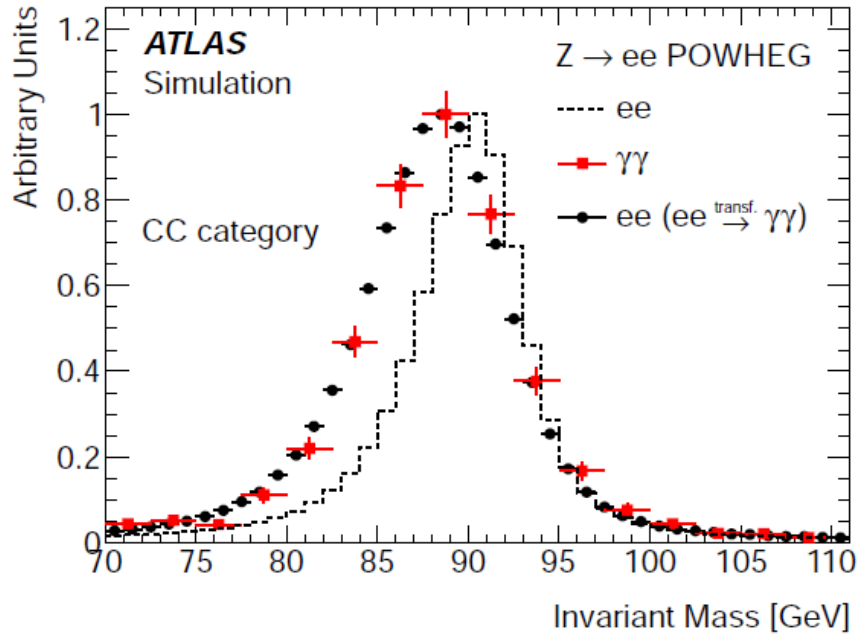 ATLAS
Simulation
CC category
Z → ee POWHEG
ee
γγ
ee (ee transf. → γγ)
Arbitrary Units
1.2
1
0.8
0.6
0.4
0.2
0
70 75 80 85 90 95 100 105 110
Invariant Mass [GeV]